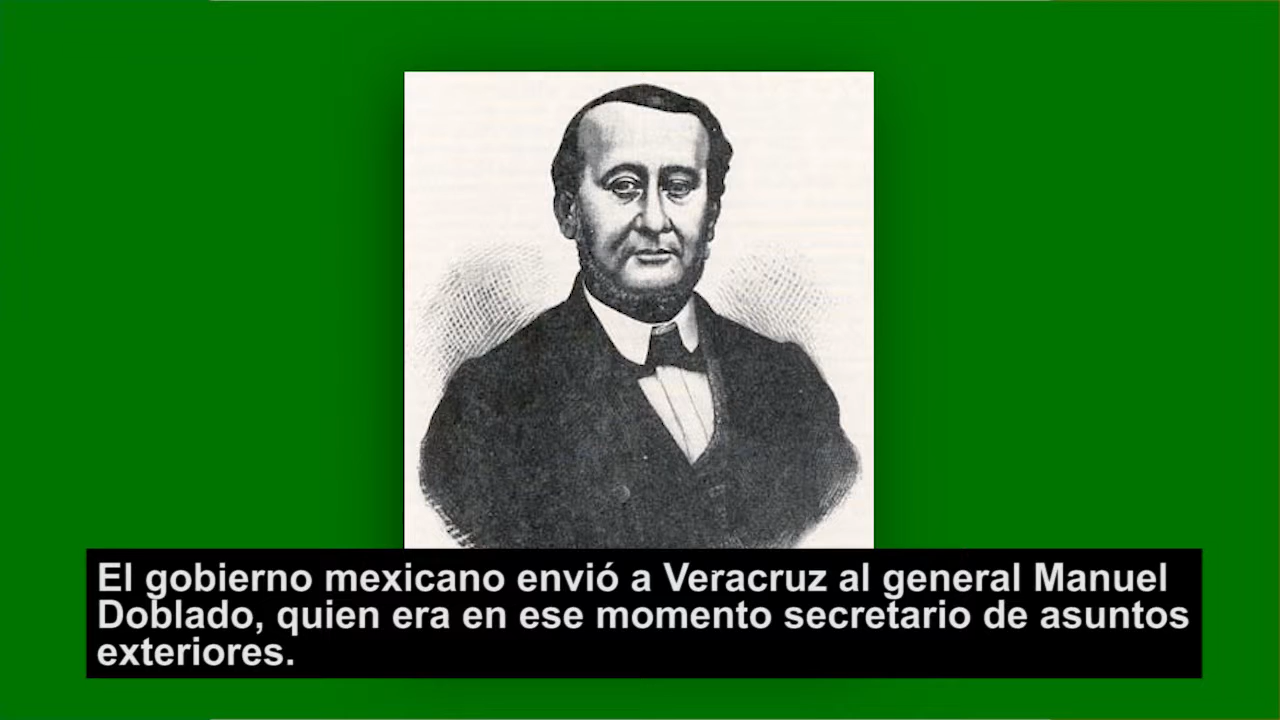 El gobierno mexicano envió a Veracruz al general Manuel
Doblado, quien era en ese momento secretario de asuntos
exteriores.